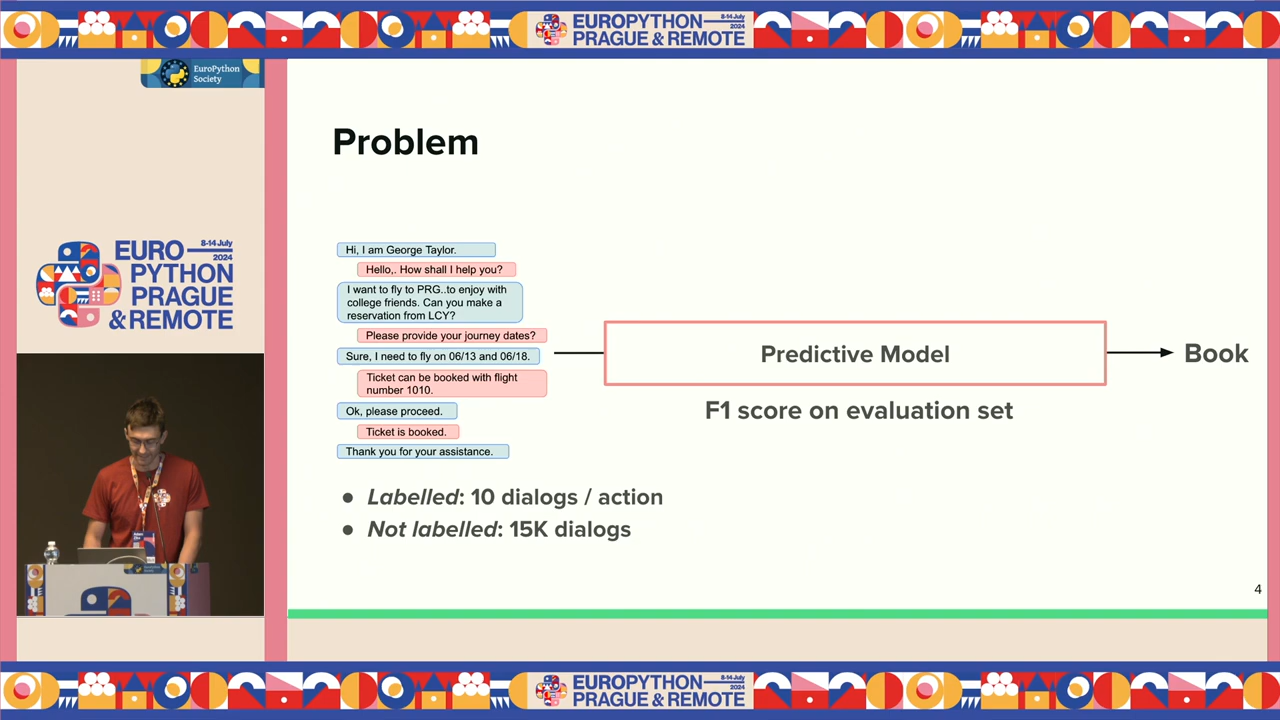 EUROPYTHON
8-14 July
2024
PRAGUE & REMOTE
EuroPython
Society
EURO
8-14 July
2024
PYTHON
PRAGUE
& REMOTE
Problem
Hi, I am George Taylor.
Hello,. How shall I help you?
I want to fly to PRG..to enjoy with
college friends. Can you make a
reservation from LCY?
Please provide your journey dates?
Sure, I need to fly on 06/13 and 06/18.
Ticket can be booked with flight
number 1010.
Ok, please proceed.
Ticket is booked.
Thank you for your assistance.
Predictive Model
Book
F1 score on evaluation set
● Labelled: 10 dialogs / action
● Not labelled: 15K dialogs
4
EUROPYTHON
8-14 July
2024
PRAGUE & REMOTE